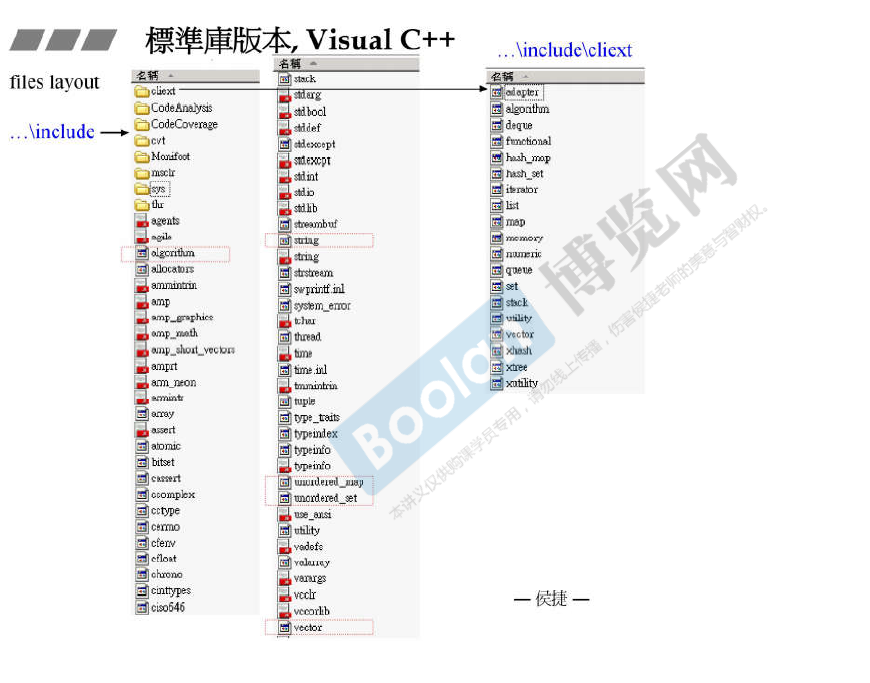 標準庫版本, Visual C++
files layout
…\include
名稱
cliext
CodeAnalysis
CodeCoverage
cvt
Manifest
msclr
sys
thr
agents
agile
algorithm
allocators
ammintrin
amp
amp_graphics
amp_math
amp_short_vectors
amprt
arm_neon
armintr
array
assert
atomic
bitset
cassert
ccomplex
cctype
cerrno
cfenv
cfloat
chrono
cinttypes
ciso646
名稱
stack
stdarg
stdbool
stddef
stdexcept
stdexcpt
stdint
stdio
stdlib
streambuf
string
string
strstream
swprintf.inl
system_error
tchar
thread
time
time.inl
tmmintrin
tuple
type_traits
typeindex
typeinfo
typeinfo
unordered_map
unordered_set
use_ansi
utility
vadefs
valarray
varargs
vcclr
vccorlib
vector
…\include\cliext
名稱
adapter
algorithm
deque
functional
hash_map
hash_set
iterator
list
map
memory
numeric
queue
set
stack
utility
vector
xhash
xtree
xutility
Boolan 博览网
本讲义仅供购课学员专用，请勿线上传播，伤害侯捷老师的美意与智财权。
— 侯捷 —